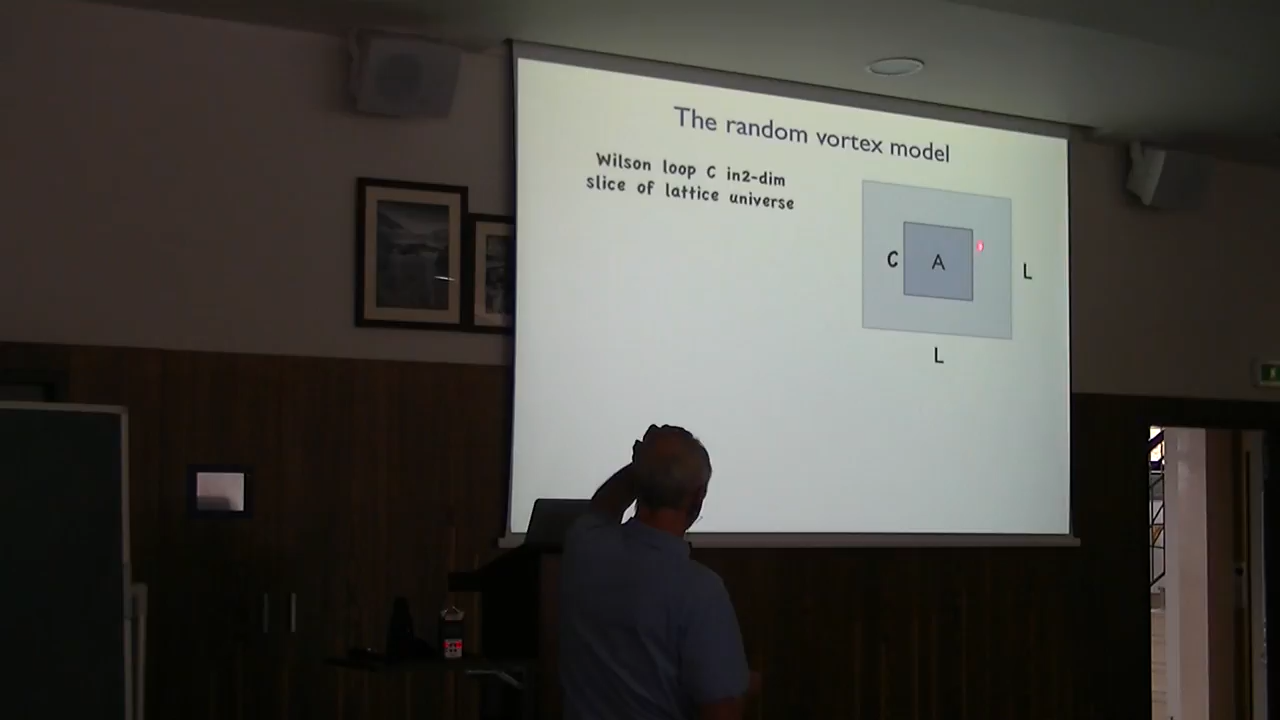 The random vortex model
Wilson loop C in2-dim
slice of lattice universe
C
A
L
L